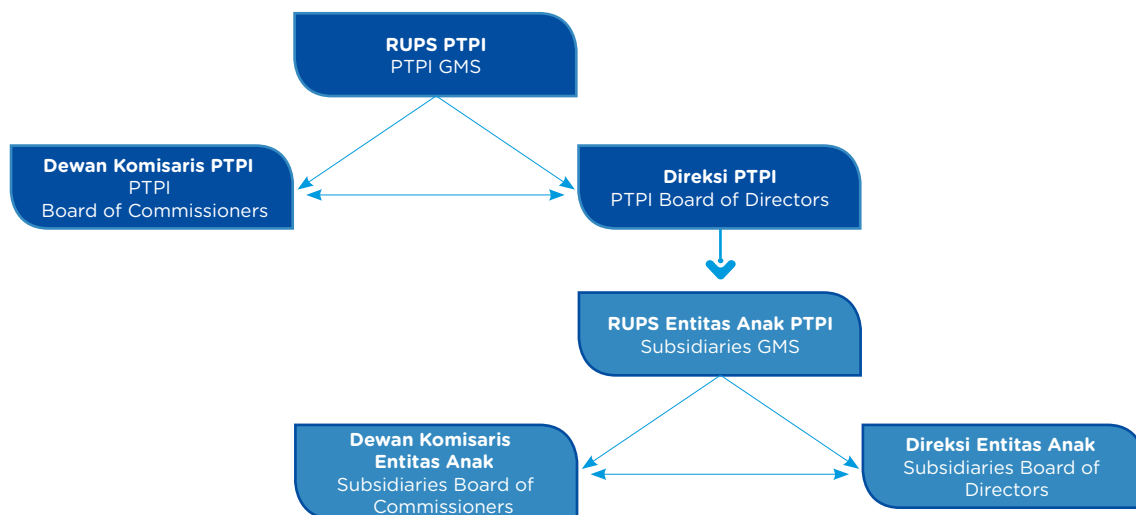 RUPS PTPI
PTPI GMS
Dewan Komisaris PTPI
PTPI
Board of Commissioners
Direksi PTPI
PTPI Board of Directors
RUPS Entitas Anak PTPI
Subsidiaries GMS
Dewan Komisaris
Entitas Anak
Subsidiaries Board of
Commissioners
Direksi Entitas Anak
Subsidiaries Board of
Directors